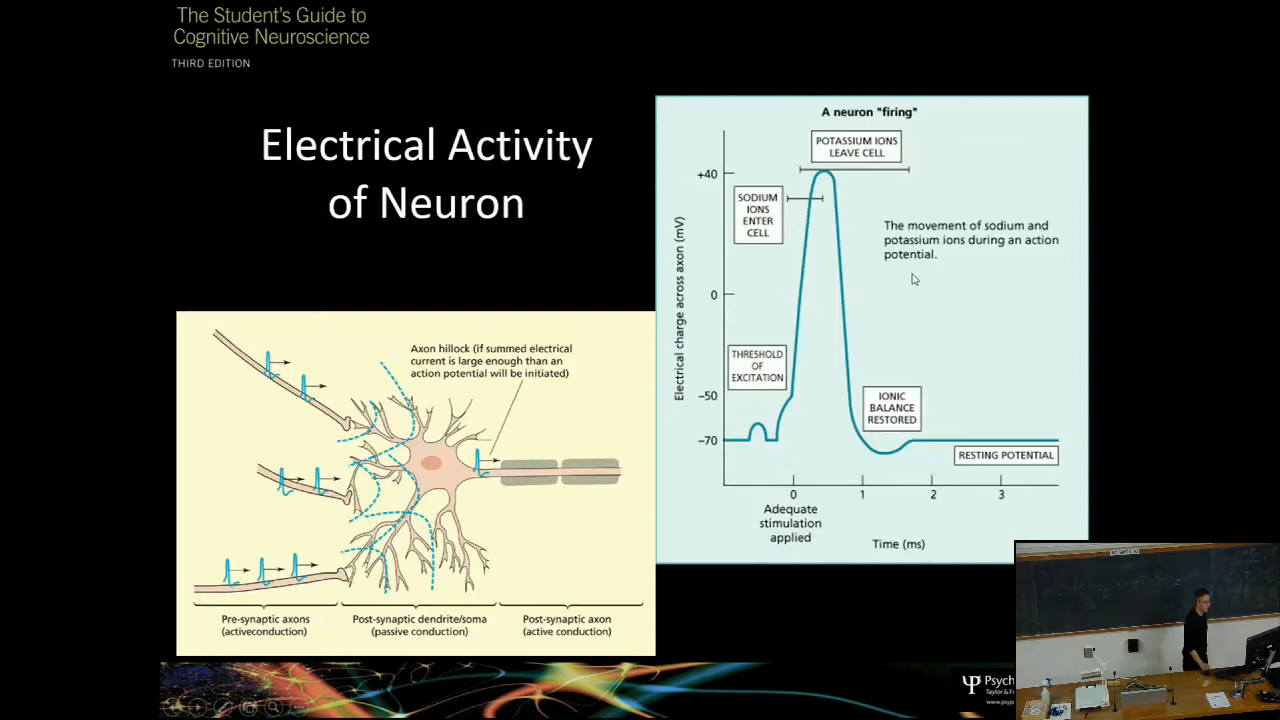 The Student's Guide to
Cognitive Neuroscience
THIRD EDITION
Electrical Activity
of Neuron
A neuron "firing"
POTASSIUM IONS
LEAVE CELL
+40
SODIUM
IONS
ENTER
CELL
The movement of sodium and
potassium ions during an action
potential.
Electrical charge across axon (mV)
0
THRESHOLD
OF
EXCITATION
−50
IONIC
BALANCE
RESTORED
−70
RESTING POTENTIAL
0
1
2
3
Adequate
stimulation
applied
Time (ms)
Axon hillock (if summed electrical
current is large enough than an
action potential will be initiated)
Pre-synaptic axons
(activeconduction)
Post-synaptic dendrite/soma
(passive conduction)
Post-synaptic axon
(active conduction)
Psych
Taylor & Fr
www.psyp